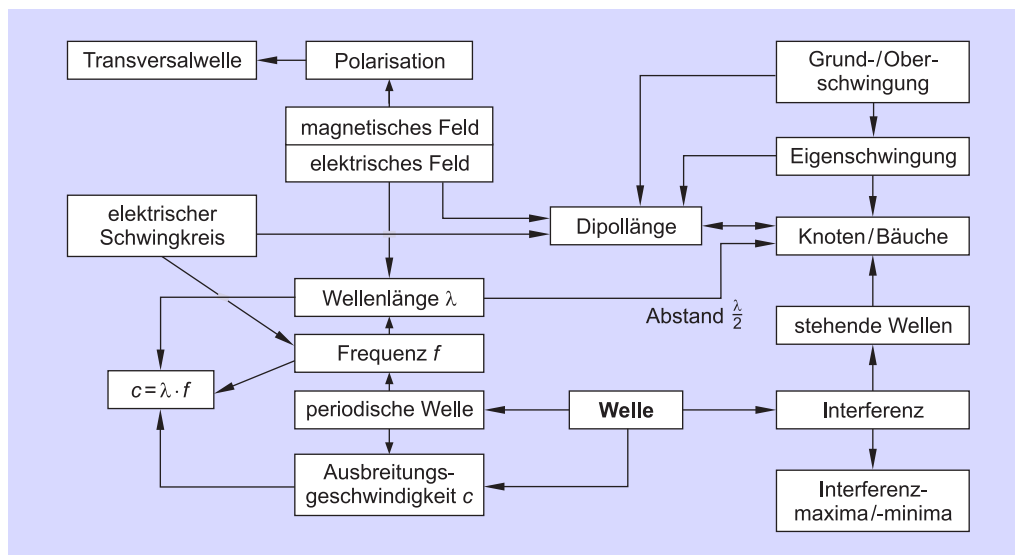 Transversalwelle
Polarisation
Grund-/Ober-
schwingung
magnetisches Feld
elektrisches Feld
Eigenschwingung
elektrischer
Schwingkreis
Dipollänge
Knoten/Bäuche
Wellenlänge λ
Abstand λ/2
stehende Wellen
Frequenz f
c = λ · f
periodische Welle
Welle
Interferenz
Ausbreitungs-
geschwindigkeit c
Interferenz-
maxima/-minima